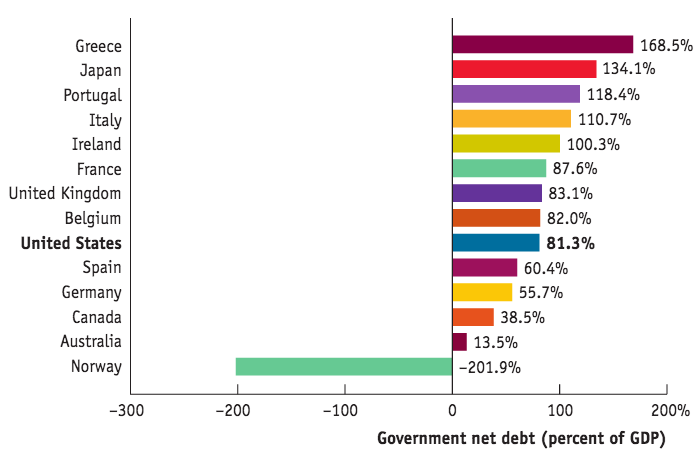 Greece 168.5%
Japan 134.1%
Portugal 118.4%
Italy 110.7%
Ireland 100.3%
France 87.6%
United Kingdom 83.1%
Belgium 82.0%
United States 81.3%
Spain 60.4%
Germany 55.7%
Canada 38.5%
Australia 13.5%
Norway –201.9%
–300 –200 –100 0 100 200%
Government net debt (percent of GDP)